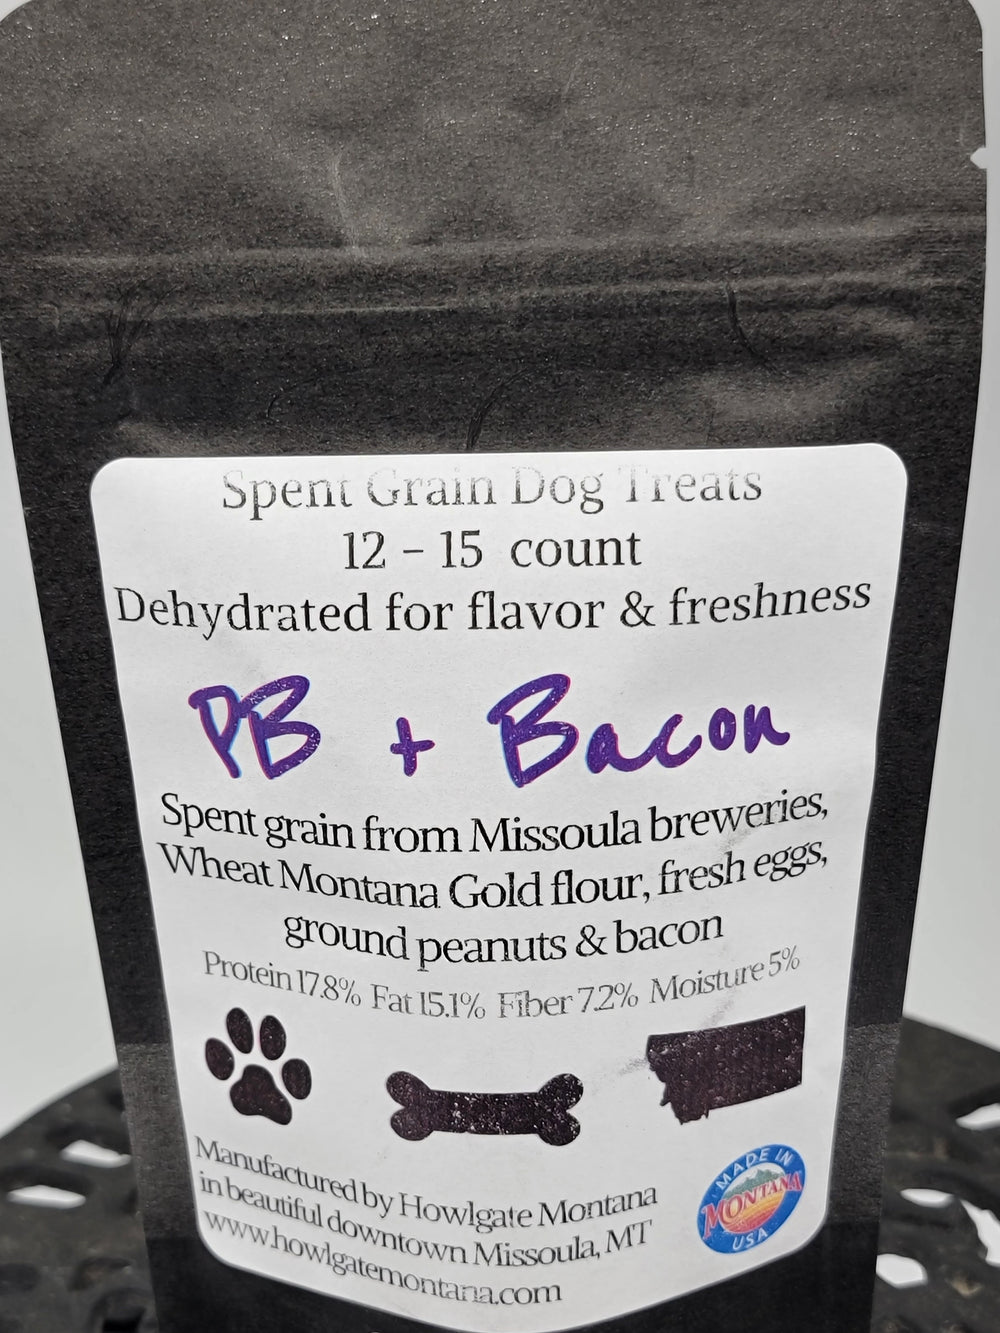 Spent Grain Dog Treats
12 – 15 count
Dehydrated for flavor & freshness
PB + Bacon
Spent grain from Missoula breweries,
Wheat Montana Gold flour, fresh eggs,
ground peanuts & bacon
Protein 17.8% Fat 15.1% Fiber 7.2% Moisture 5%
Manufactured by Howlgate Montana
in beautiful downtown Missoula, MT
www.howlgatemontana.com
MADE IN
MONTANA
USA